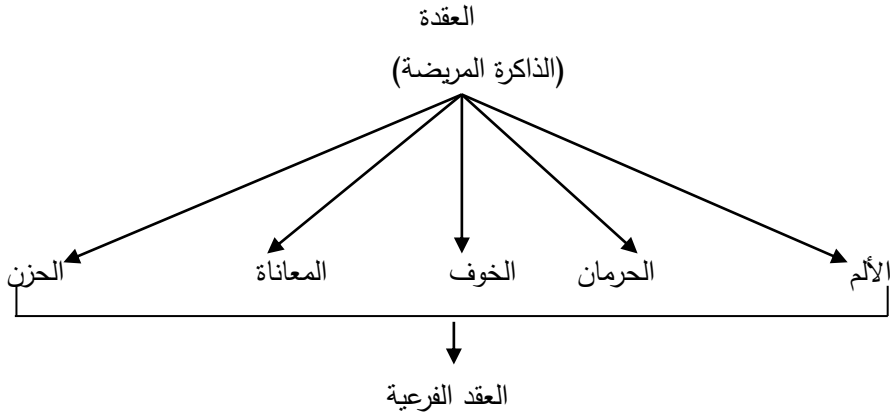 العقدة
(الذاكرة المريضة)
الألم الحرمان الخوف المعاناة الحزن
العقد الفرعية